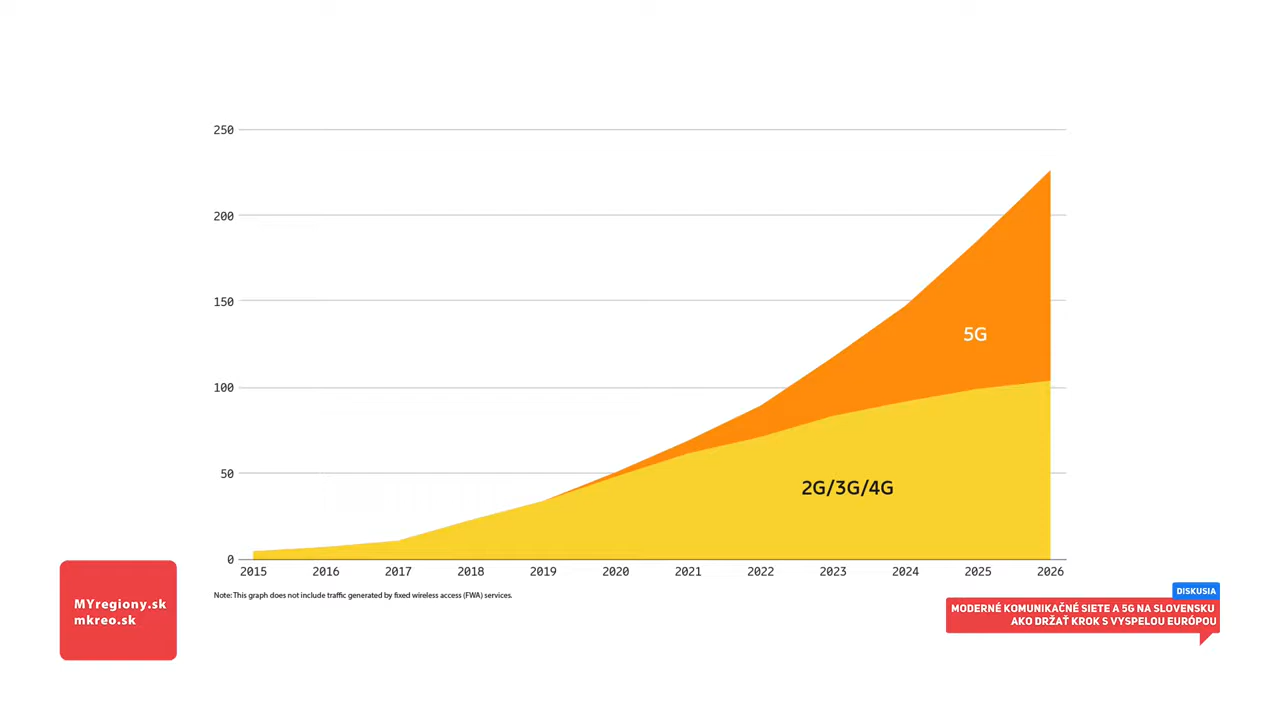 250
200
150
100
50
0
5G
2G/3G/4G
2015 2016 2017 2018 2019 2020 2021 2022 2023 2024 2025 2026
Note: This graph does not include traffic generated by fixed wireless access (FWA) services.
MYregiony.sk
mkreo.sk
DISKUSIA
MODERNÉ KOMUNIKAČNÉ SIETE A 5G NA SLOVENSKU
AKO DRŽAŤ KROK S VYSPELOU EURÓPOU